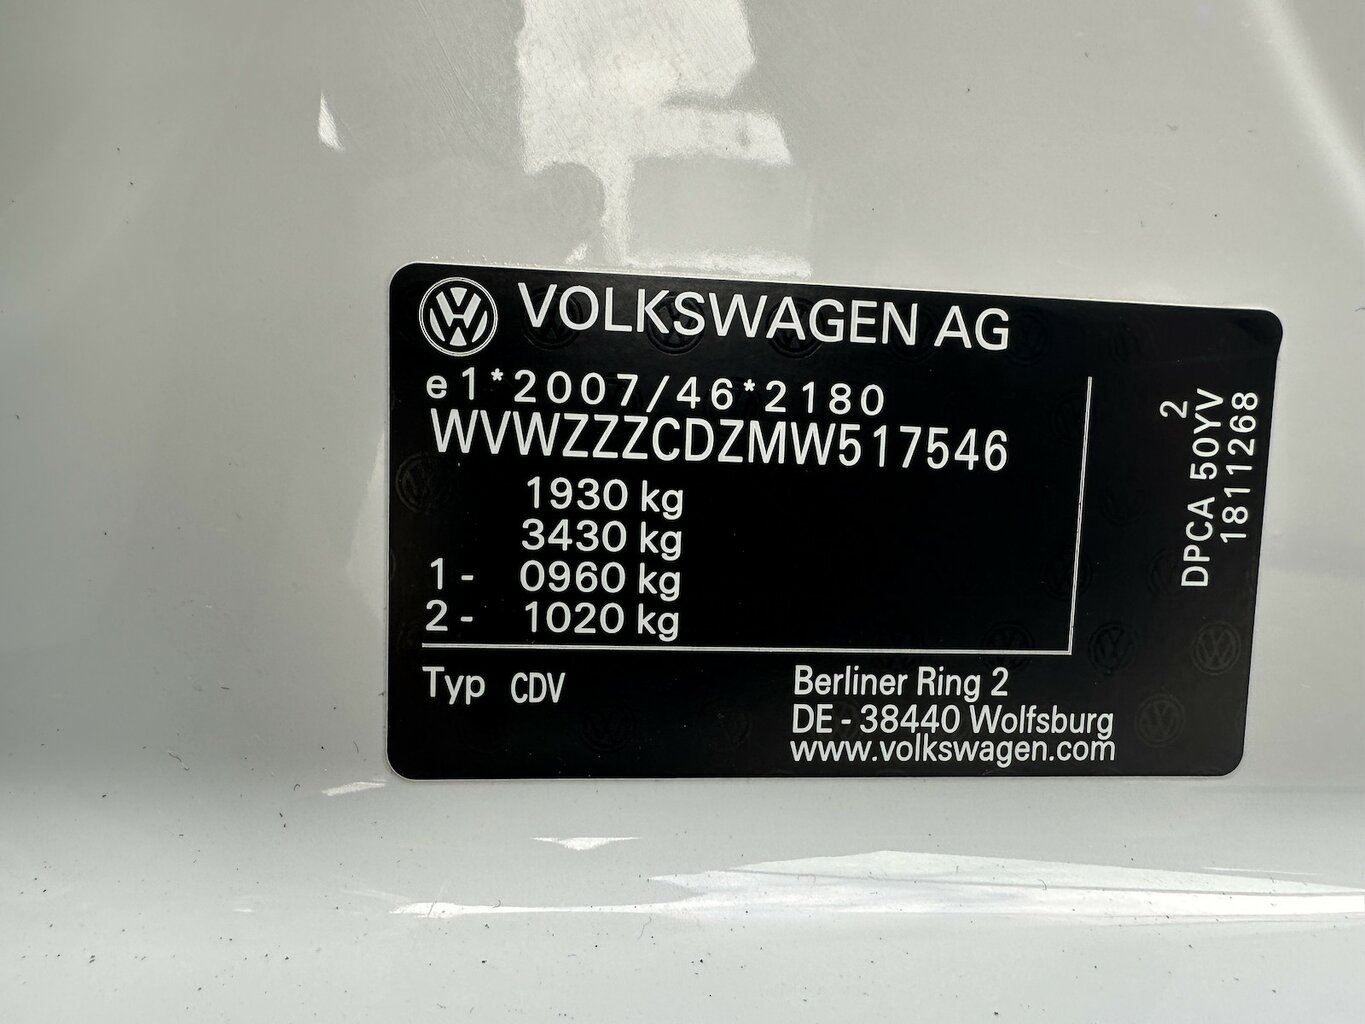 VOLKSWAGEN AG
e1*2007/46*2180
WVWZZZCDZMW517546
1930 kg
3430 kg
1- 0960 kg
2- 1020 kg
Typ CDV
Berliner Ring 2
DE - 38440 Wolfsburg
www.volkswagen.com
2
DPCA 50YV
1811268